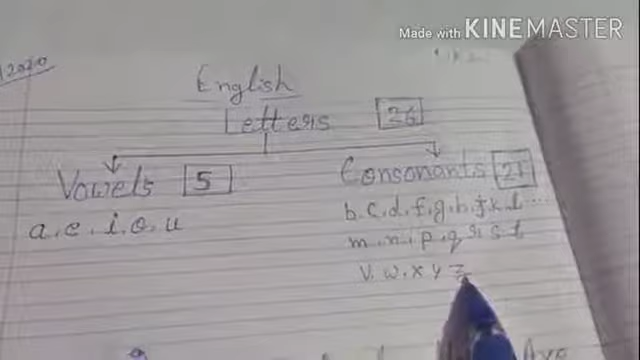 Made with KINEMASTER
2020
English
Letters 26
Vowels 5
Consonants 21
a, e, i, o, u
b, c, d, f, g, h, j, k, l ...
m, n, p, q, r, s, t
v, w, x y z